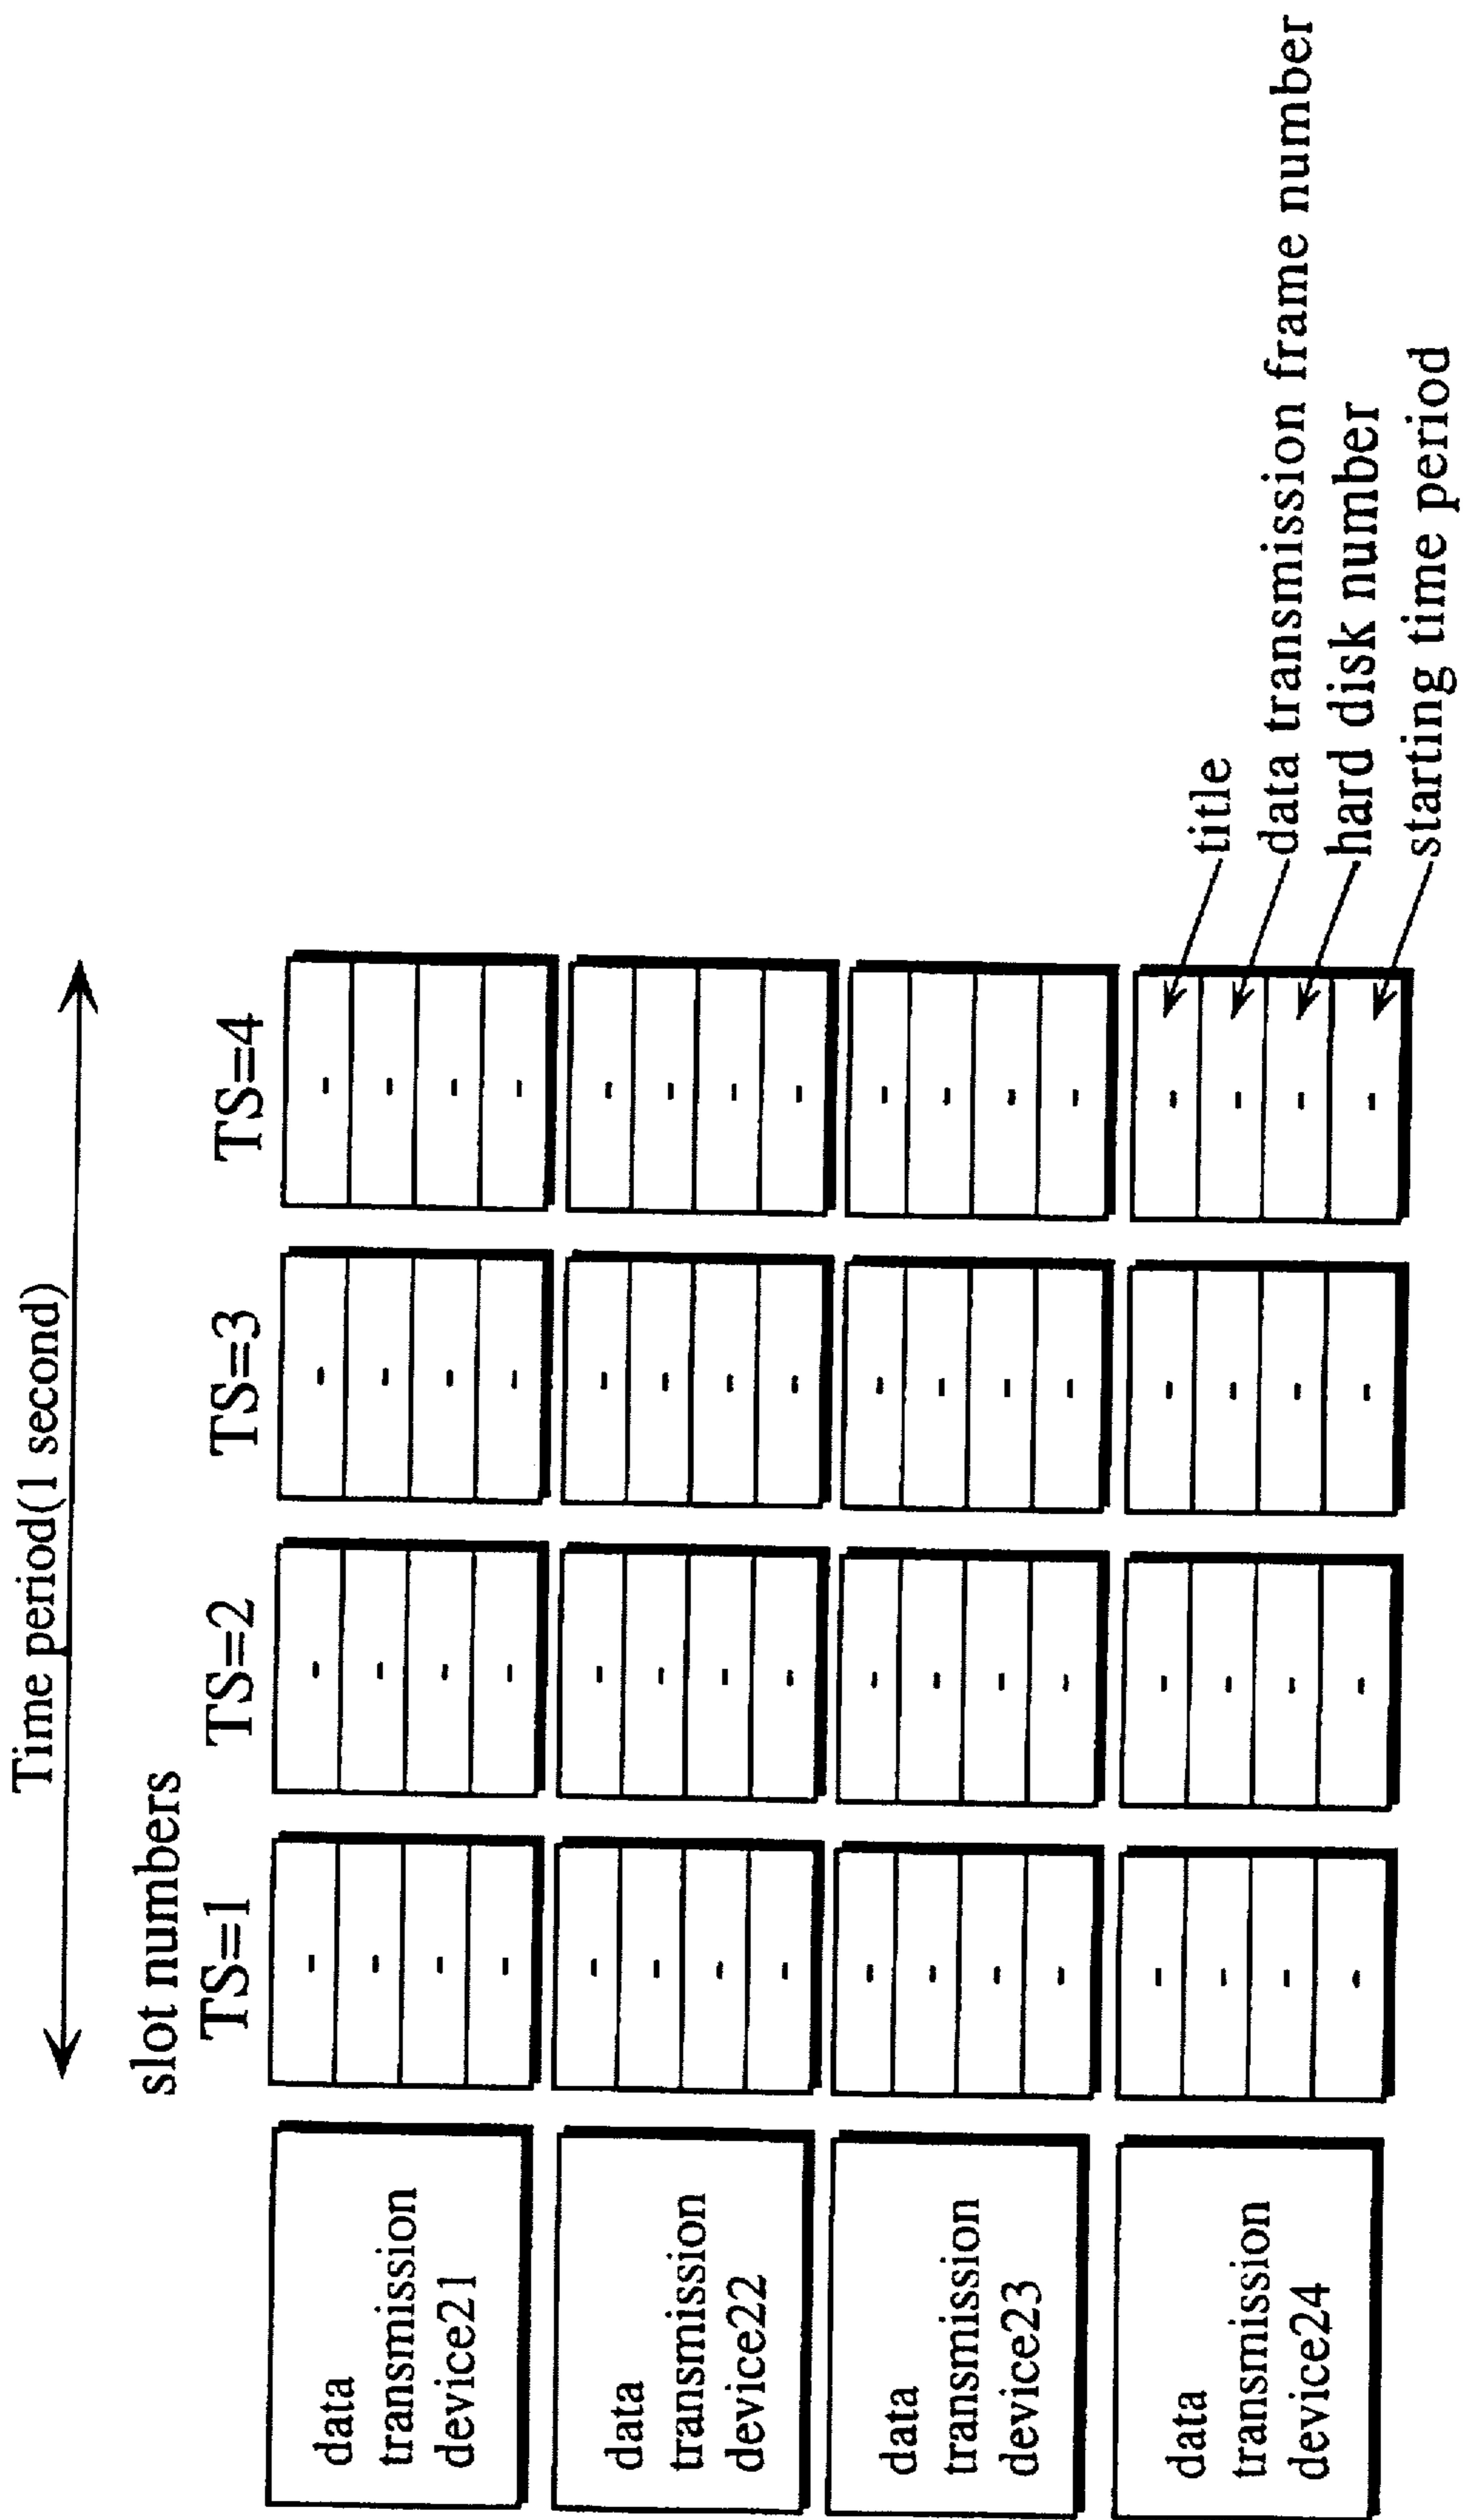 Time period(1 second)
slot numbers
TS=1 TS=2 TS=3 TS=4
data
transmission
device21
- - - -
- - - -
- - - -
- - - -
data
transmission
device22
- - - -
- - - -
- - - -
- - - -
data
transmission
device23
- - - -
- - - -
- - - -
- - - -
data
transmission
device24
- - - -
- - - -
- - - -
- - - -
title
data transmission frame number
hard disk number
starting time period